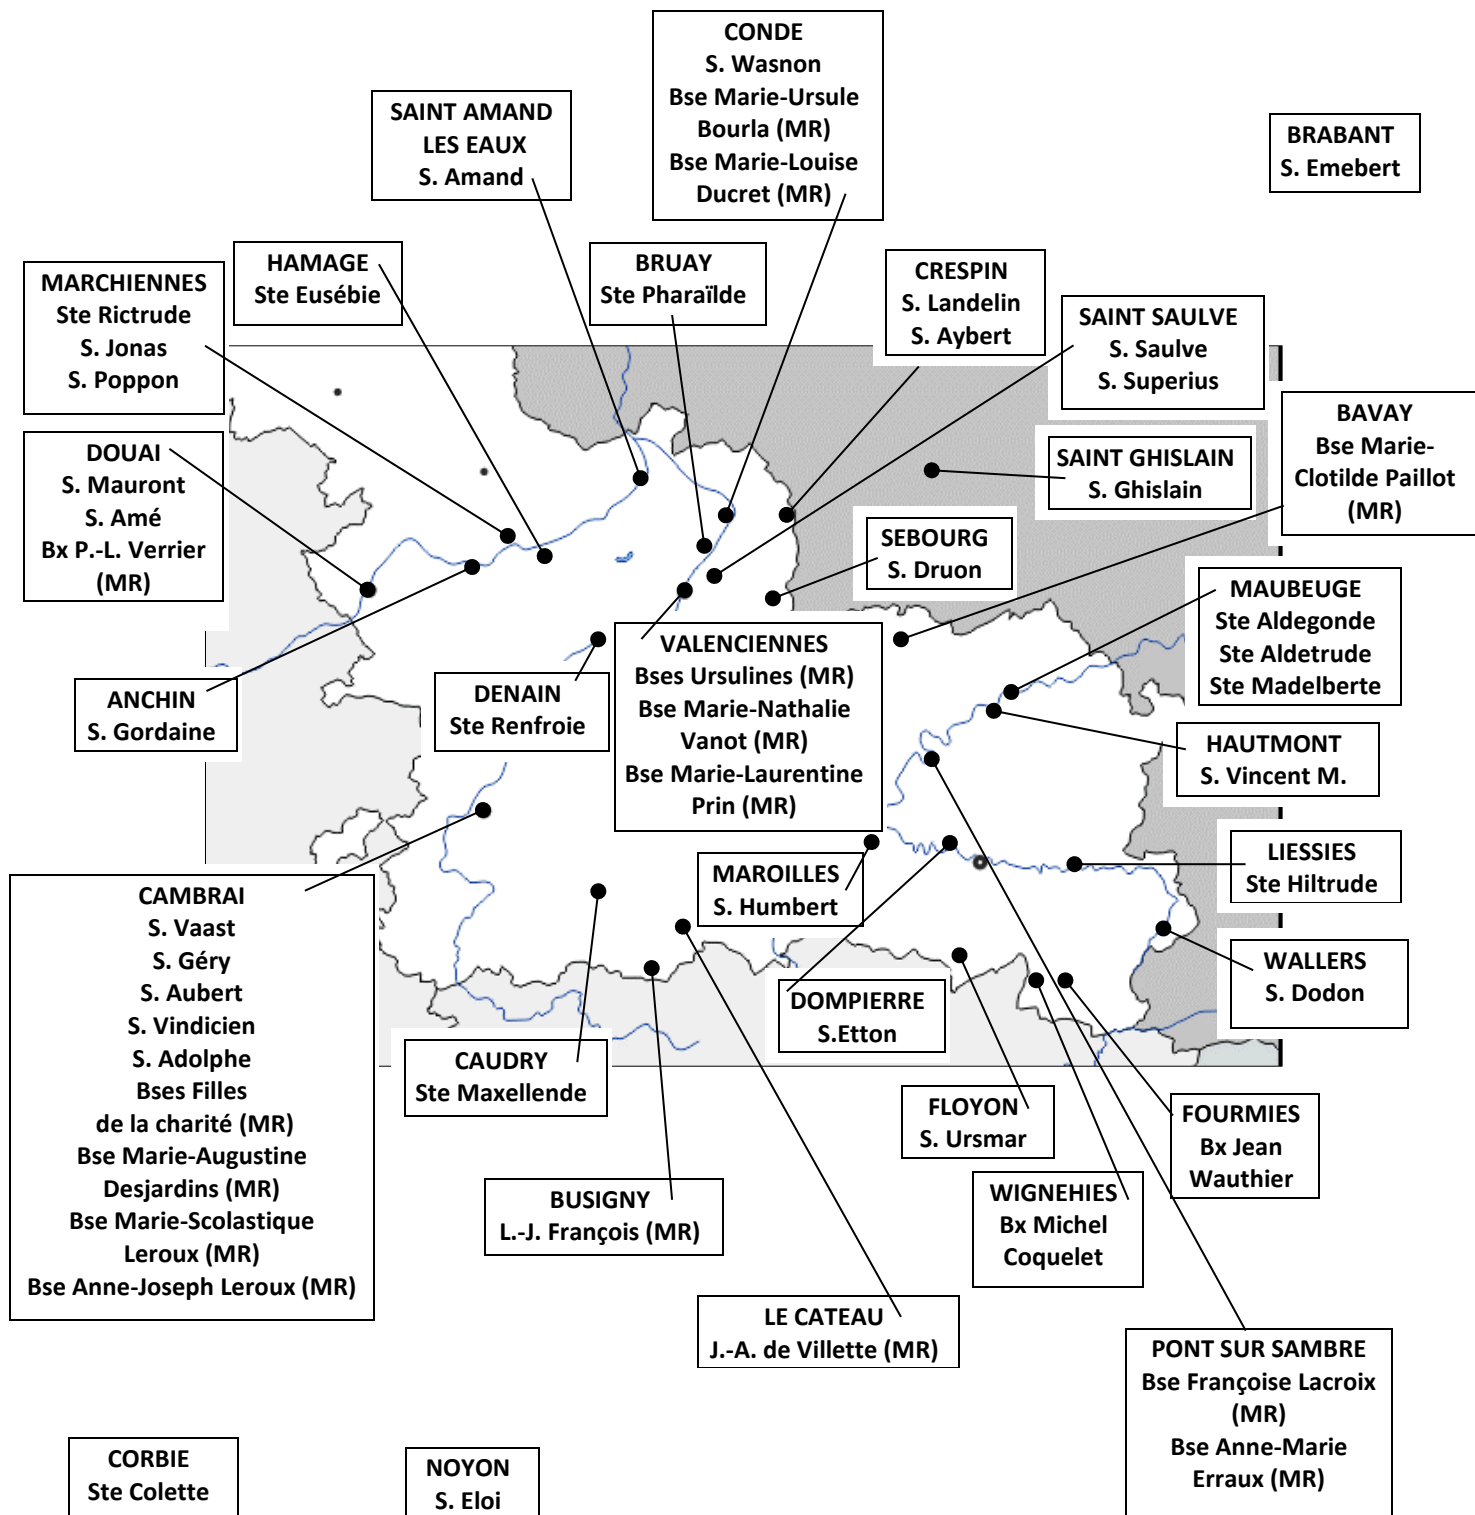 CONDE
S. Wasnon
Bse Marie-Ursule
Bourla (MR)
Bse Marie-Louise
Ducret (MR)
SAINT AMAND
LES EAUX
S. Amand
BRABANT
S. Emebert
HAMAGE
Ste Eusébie
BRUAY
Ste Pharaïlde
CRESPIN
S. Landelin
S. Aybert
MARCHIENNES
Ste Rictrude
S. Jonas
S. Poppon
SAINT SAULVE
S. Saulve
S. Superius
BAVAY
Bse Marie-
Clotilde Paillot
(MR)
DOUAI
S. Mauront
S. Amé
Bx P.-L. Verrier
(MR)
SAINT GHISLAIN
S. Ghislain
SEBOURG
S. Druon
MAUBEUGE
Ste Aldegonde
Ste Aldetrude
Ste Madelberte
VALENCIENNES
Bses Ursulines (MR)
Bse Marie-Nathalie
Vanot (MR)
Bse Marie-Laurentine
Prin (MR)
ANCHIN
S. Gordaine
DENAIN
Ste Renfroie
HAUTMONT
S. Vincent M.
LIESSIES
Ste Hiltrude
MAROILLES
S. Humbert
CAMBRAI
S. Vaast
S. Géry
S. Aubert
S. Vindicien
S. Adolphe
Bses Filles
de la charité (MR)
Bse Marie-Augustine
Desjardins (MR)
Bse Marie-Scolastique
Leroux (MR)
Bse Anne-Joseph Leroux (MR)
WALLERS
S. Dodon
DOMPIERRE
S.Etton
CAUDRY
Ste Maxellende
FLOYON
S. Ursmar
FOURMIES
Bx Jean
Wauthier
BUSIGNY
L.-J. François (MR)
WIGNEHIES
Bx Michel
Coquelet
LE CATEAU
J.-A. de Villette (MR)
PONT SUR SAMBRE
Bse Françoise Lacroix
(MR)
Bse Anne-Marie
Erraux (MR)
CORBIE
Ste Colette
NOYON
S. Eloi